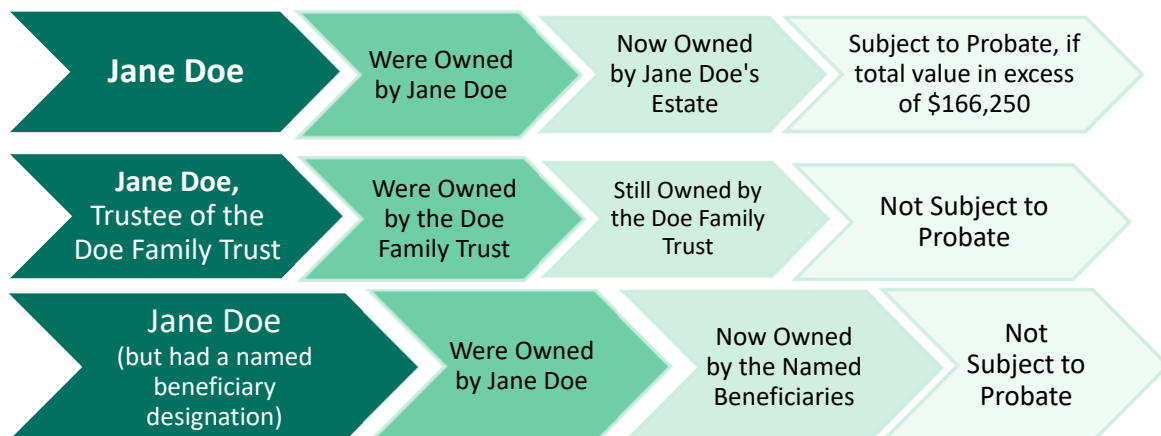 Jane Doe
Were Owned
by Jane Doe
Now Owned
by Jane Doe's
Estate
Subject to Probate, if
total value in excess
of $166,250
Jane Doe,
Trustee of the
Doe Family Trust
Were Owned
by the Doe
Family Trust
Still Owned by
the Doe Family
Trust
Not Subject to
Probate
Jane Doe
(but had a named
beneficiary
designation)
Were Owned
by Jane Doe
Now Owned
by the Named
Beneficiaries
Not
Subject to
Probate